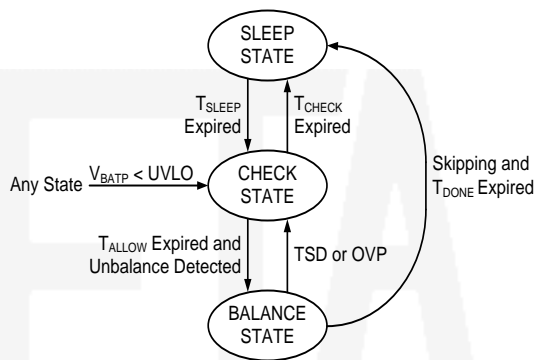 SLEEP
STATE
TSLEEP
Expired
TCHECK
Expired
Any State
VBATP < UVLO
CHECK
STATE
Skipping and
TDONE Expired
TALLOW Expired and
Unbalance Detected
TSD or OVP
BALANCE
STATE